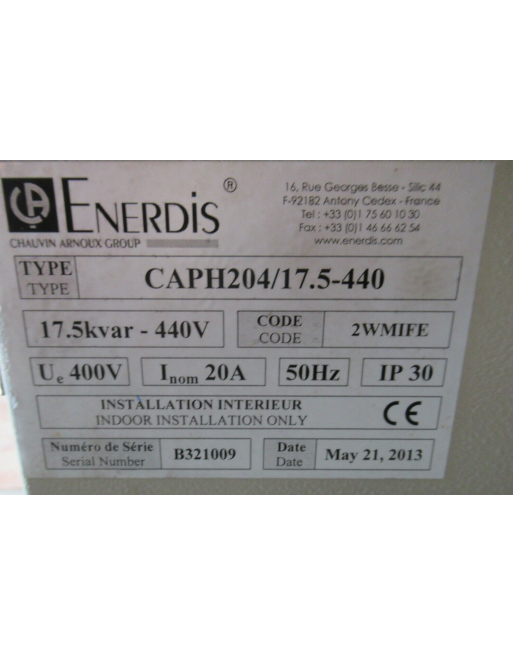 ENERDIS ®
CHAUVIN ARNOUX GROUP
16, Rue Georges Besse - Silic 44
F-92182 Antony Cedex - France
Tel : +33 (0)1 75 60 10 30
Fax : +33 (0)1 46 66 62 54
www.enerdis.com
TYPE
TYPE
CAPH204/17.5-440
17.5kvar - 440V
CODE
CODE
2WMIFE
Ue 400V
Inom 20A
50Hz
IP 30
INSTALLATION INTERIEUR
INDOOR INSTALLATION ONLY
CE
Numéro de Série
Serial Number
B321009
Date
Date
May 21, 2013